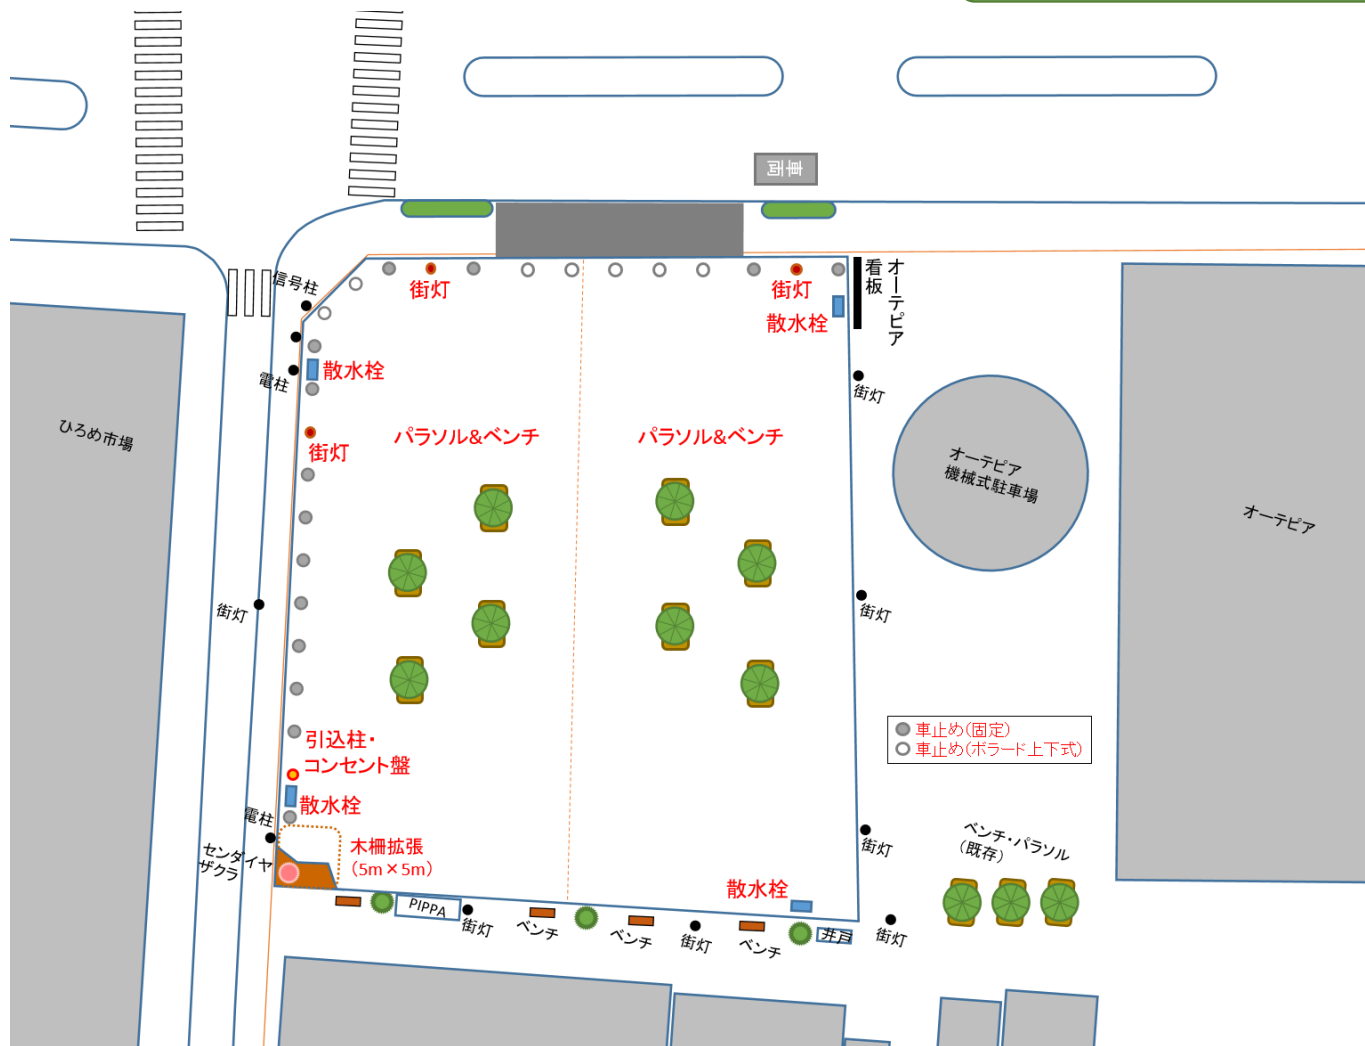 車両
信号柱
街灯
街灯
オーテピア
看板
散水栓
電柱
散水栓
街灯
街灯
ひろめ市場
パラソル&ベンチ
パラソル&ベンチ
オーテピア
機械式駐車場
オーテピア
街灯
街灯
引込柱・
コンセント盤
車止め(固定)
車止め(ボラード上下式)
散水栓
電柱
センダイヤ
ザクラ
木柵拡張
(5m×5m)
街灯
ベンチ・パラソル
(既存)
散水栓
PIPPA
街灯
ベンチ
ベンチ
街灯
ベンチ
井戸
街灯